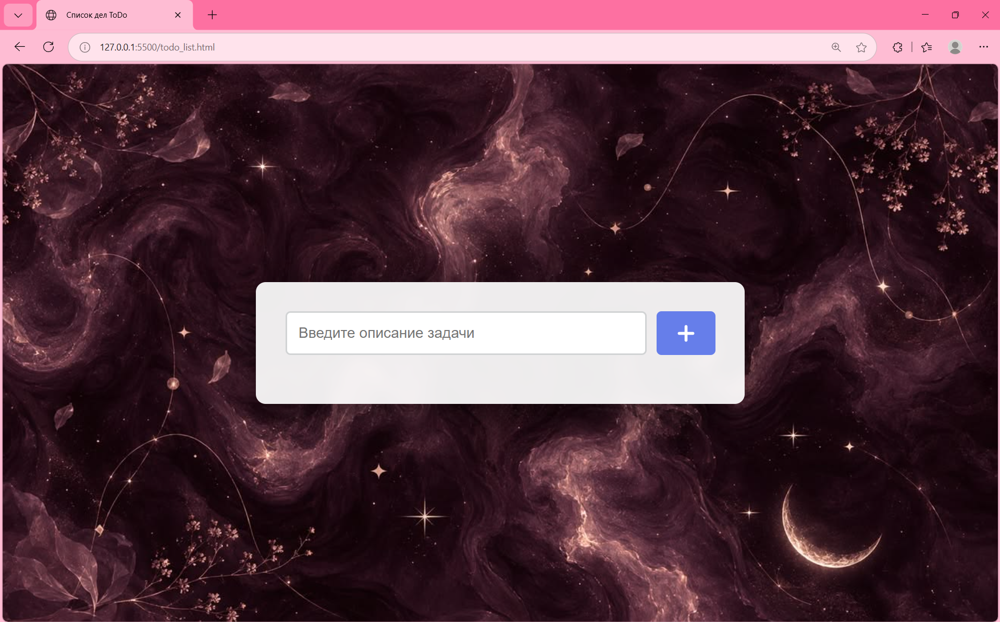 Список дел ToDo
127.0.0.1:5500/todo_list.html
Введите описание задачи